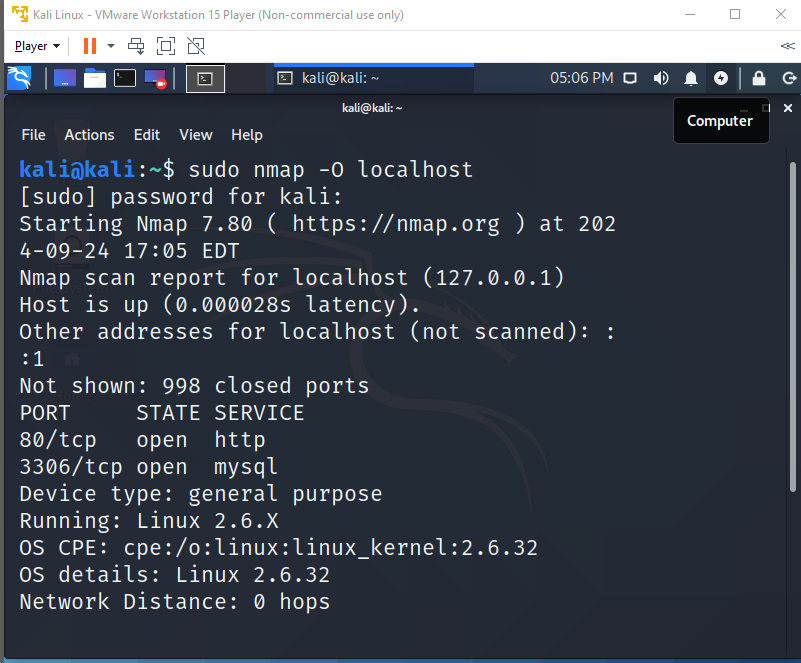 Kali Linux - VMware Workstation 15 Player (Non-commercial use only)
Player
kali@kali: ~
05:06 PM
kali@kali: ~
Computer
File Actions Edit View Help
kali@kali:~$ sudo nmap -O localhost
[sudo] password for kali:
Starting Nmap 7.80 ( https://nmap.org ) at 202
4-09-24 17:05 EDT
Nmap scan report for localhost (127.0.0.1)
Host is up (0.000028s latency).
Other addresses for localhost (not scanned): :
:1
Not shown: 998 closed ports
PORT     STATE SERVICE
80/tcp   open  http
3306/tcp open  mysql
Device type: general purpose
Running: Linux 2.6.X
OS CPE: cpe:/o:linux:linux_kernel:2.6.32
OS details: Linux 2.6.32
Network Distance: 0 hops